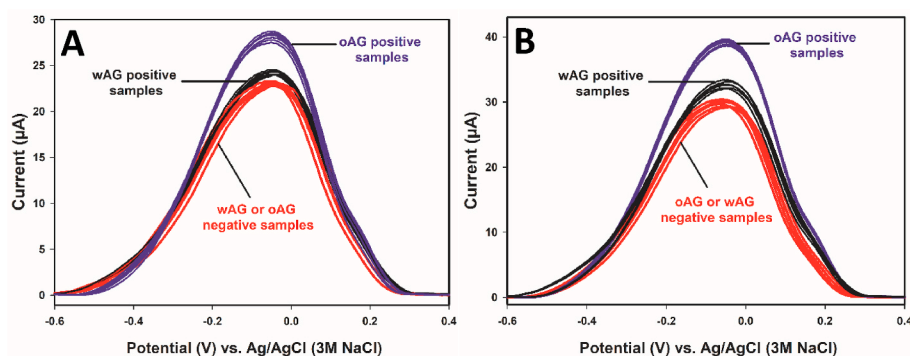 A
30
25
20
15
10
5
0
Current (µA)
oAG positive
samples
wAG positive
samples
wAG or oAG
negative samples
-0.6
-0.4
-0.2
0.0
0.2
0.4
Potential (V) vs. Ag/AgCl (3M NaCl)
B
40
30
20
10
0
Current (µA)
oAG positive
samples
wAG positive
samples
oAG or wAG
negative samples
-0.6
-0.4
-0.2
0.0
0.2
0.4
Potential (V) vs. Ag/AgCl (3M NaCl)